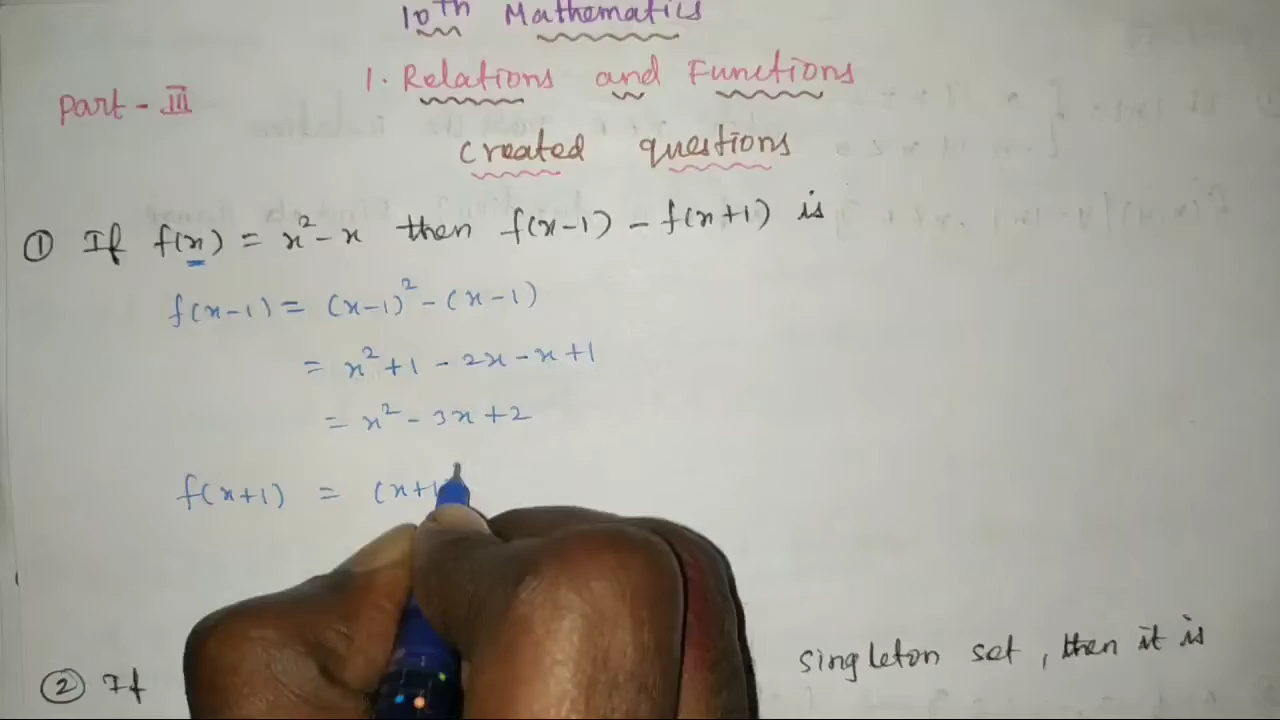 10th Mathematics
1. Relations and Functions
Part - III
created questions
① If f(x) = x² - x then f(x-1) - f(x+1) is
f(x-1) = (x-1)² - (x-1)
= x² + 1 - 2x - x + 1
= x² - 3x + 2
f(x+1) = (x+1
② If singleton set, then it is